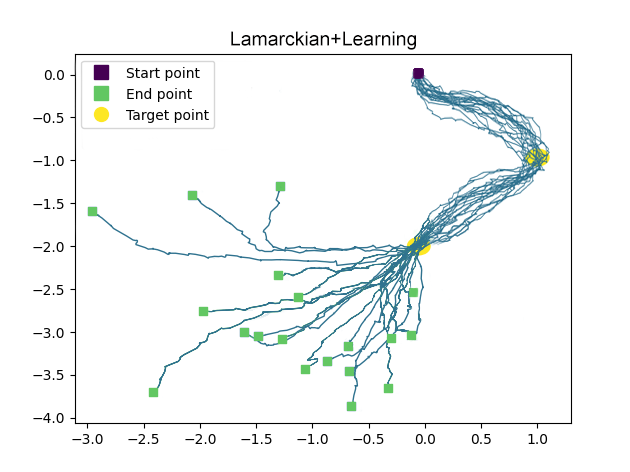 Lamarckian+Learning
Start point
End point
Target point
0.0
−0.5
−1.0
−1.5
−2.0
−2.5
−3.0
−3.5
−4.0
−3.0 −2.5 −2.0 −1.5 −1.0 −0.5 0.0 0.5 1.0